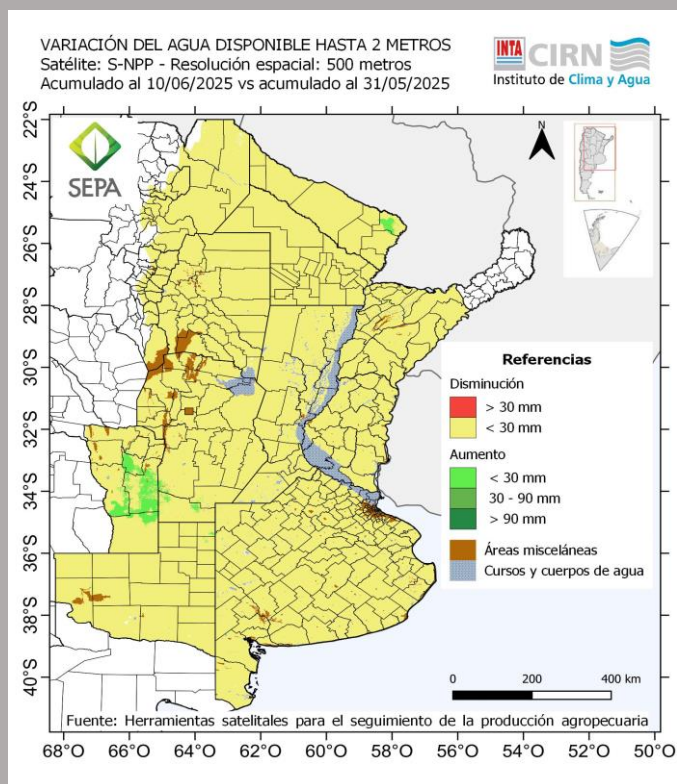 VARIACIÓN DEL AGUA DISPONIBLE HASTA 2 METROS
Satélite: S-NPP - Resolución espacial: 500 metros
Acumulado al 10/06/2025 vs acumulado al 31/05/2025
INTA CIRN
Instituto de Clima y Agua
SEPA
N
22°S
24°S
26°S
28°S
30°S
32°S
34°S
36°S
38°S
40°S
Referencias
Disminución
> 30 mm
< 30 mm
Aumento
< 30 mm
30 - 90 mm
> 90 mm
Áreas misceláneas
Cursos y cuerpos de agua
0 200 400 km
Fuente: Herramientas satelitales para el seguimiento de la producción agropecuaria
68°O 66°O 64°O 62°O 60°O 58°O 56°O 54°O 52°O 50°O